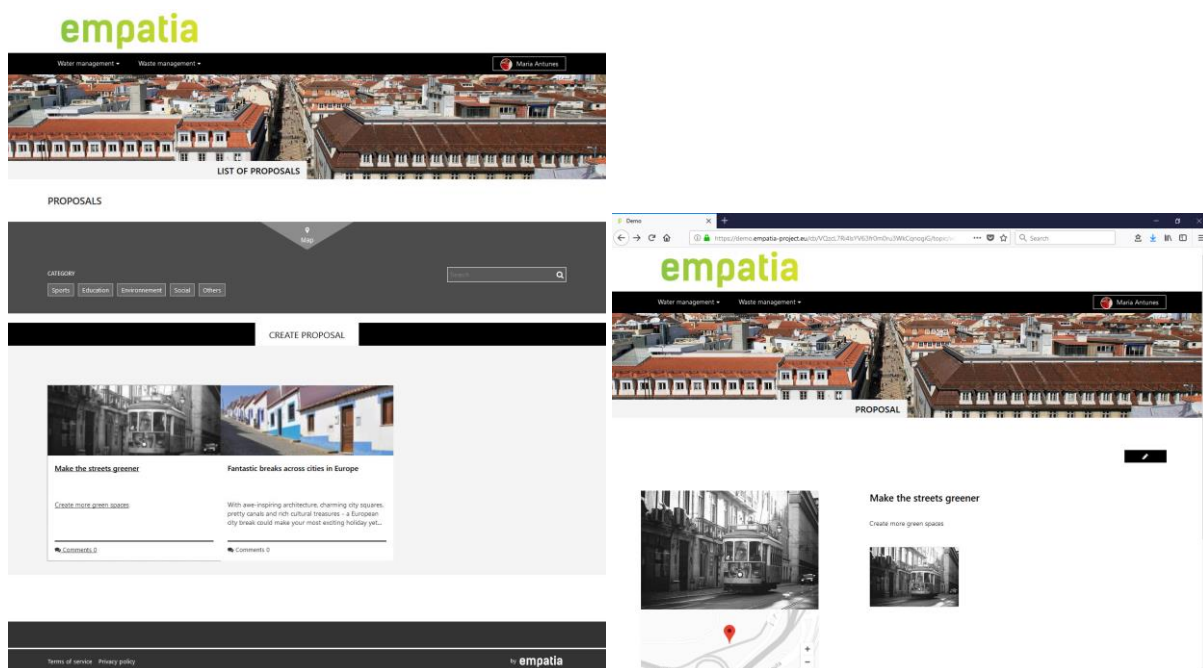 empatia
Water management Waste management Maria Antunes
LIST OF PROPOSALS
PROPOSALS
Map
CATEGORY
Search
Sports Education Environnement Social Others
CREATE PROPOSAL
Make the streets greener
Create more green spaces
Comments 0
Fantastic breaks across cities in Europe
With awe-inspiring architecture, charming city squares,
pretty canals and rich cultural treasures - a European
city break could make your most exciting holiday yet...
Comments 0
Terms of service Privacy policy by empatia
Demo
Search
empatia
Water management Waste management Maria Antunes
PROPOSAL
Make the streets greener
Create more green spaces